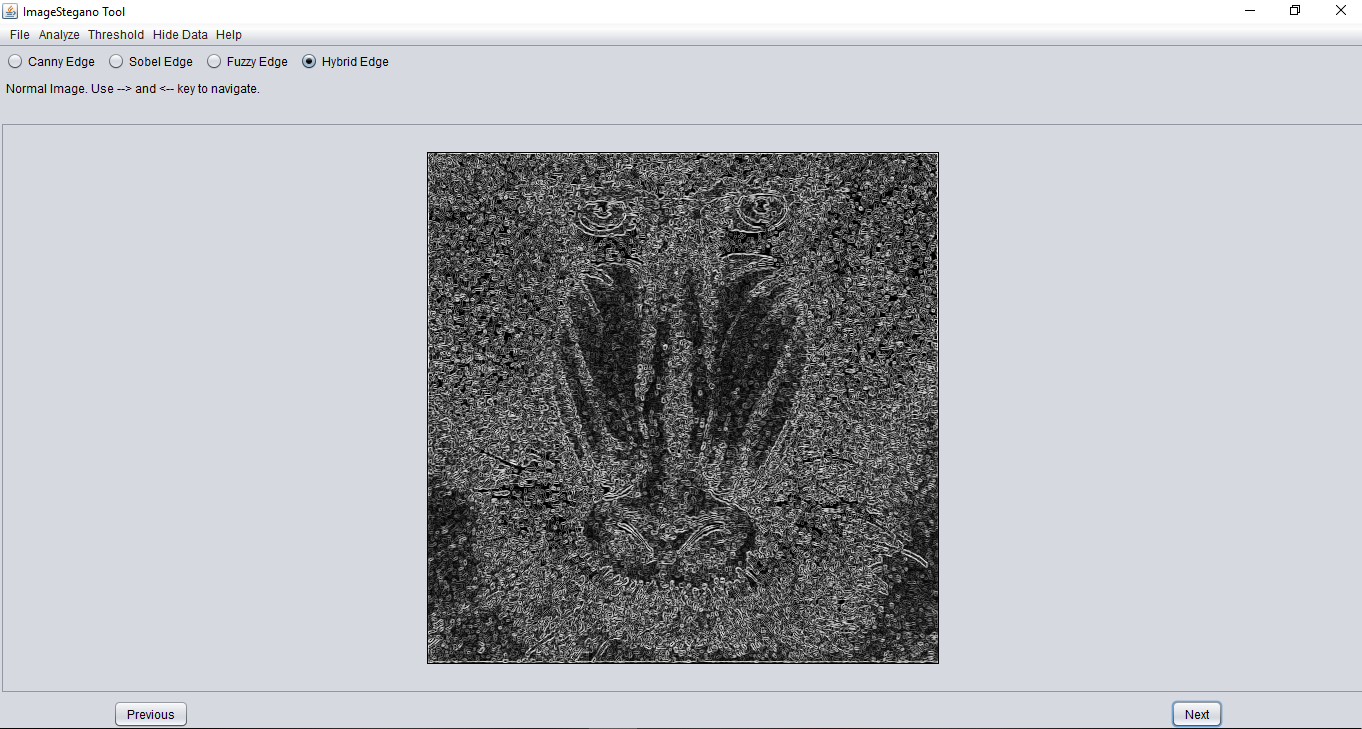 ImageStegano Tool
File Analyze Threshold Hide Data Help
Canny Edge Sobel Edge Fuzzy Edge Hybrid Edge
Normal Image. Use --> and <-- key to navigate.
Previous Next